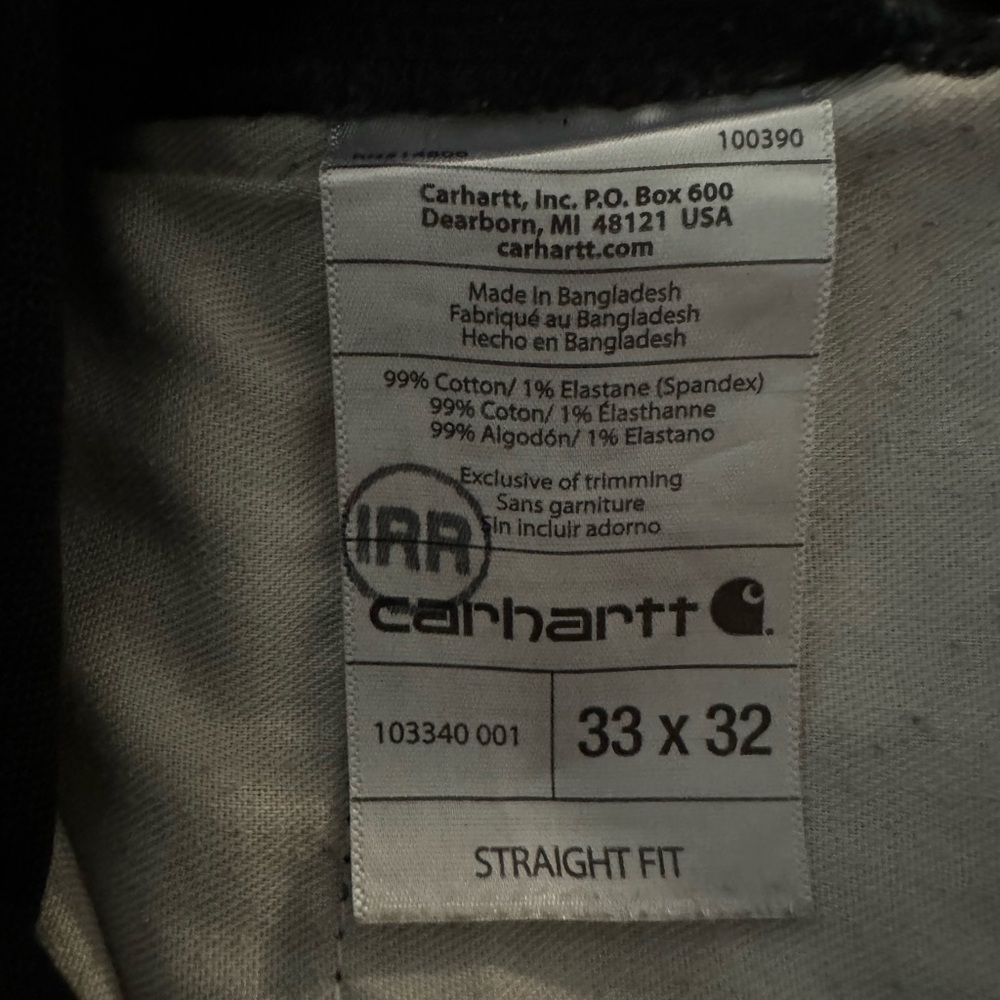 100390
Carhartt, Inc. P.O. Box 600
Dearborn, MI 48121 USA
carhartt.com
Made In Bangladesh
Fabriqué au Bangladesh
Hecho en Bangladesh
99% Cotton/ 1% Elastane (Spandex)
99% Coton/ 1% Élasthanne
99% Algodón/ 1% Elastano
Exclusive of trimming
Sans garniture
Sin incluir adorno
IRR
carhartt
103340 001
33 x 32
STRAIGHT FIT